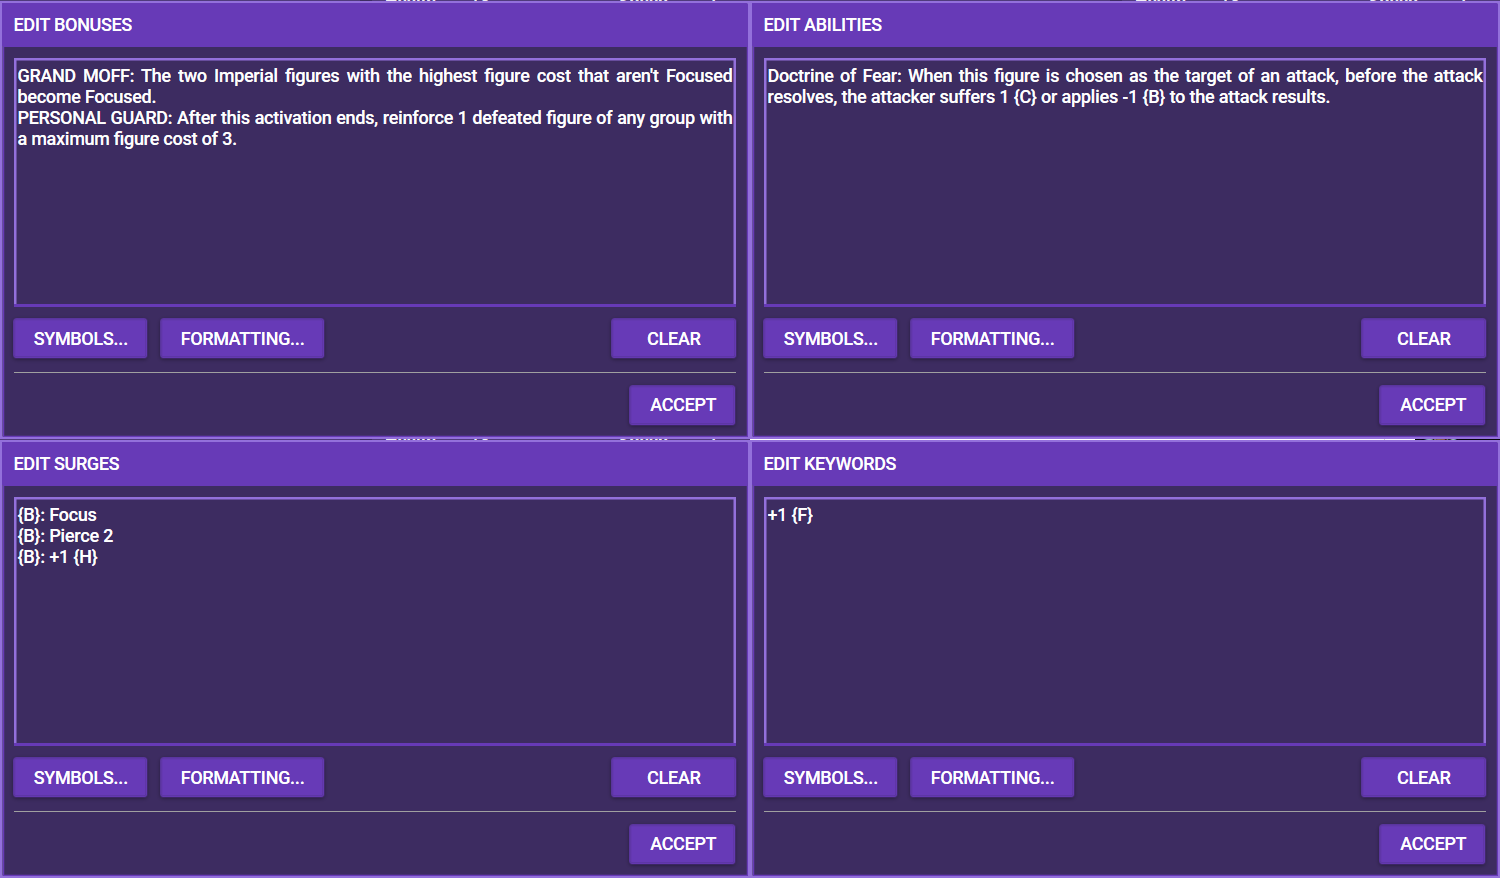 EDIT BONUSES
GRAND MOFF: The two Imperial figures with the highest figure cost that aren't Focused
become Focused.
PERSONAL GUARD: After this activation ends, reinforce 1 defeated figure of any group with
a maximum figure cost of 3.
SYMBOLS...
FORMATTING...
CLEAR
ACCEPT
EDIT ABILITIES
Doctrine of Fear: When this figure is chosen as the target of an attack, before the attack
resolves, the attacker suffers 1 {C} or applies -1 {B} to the attack results.
SYMBOLS...
FORMATTING...
CLEAR
ACCEPT
EDIT SURGES
{B}: Focus
{B}: Pierce 2
{B}: +1 {H}
SYMBOLS...
FORMATTING...
CLEAR
ACCEPT
EDIT KEYWORDS
+1 {F}
SYMBOLS...
FORMATTING...
CLEAR
ACCEPT